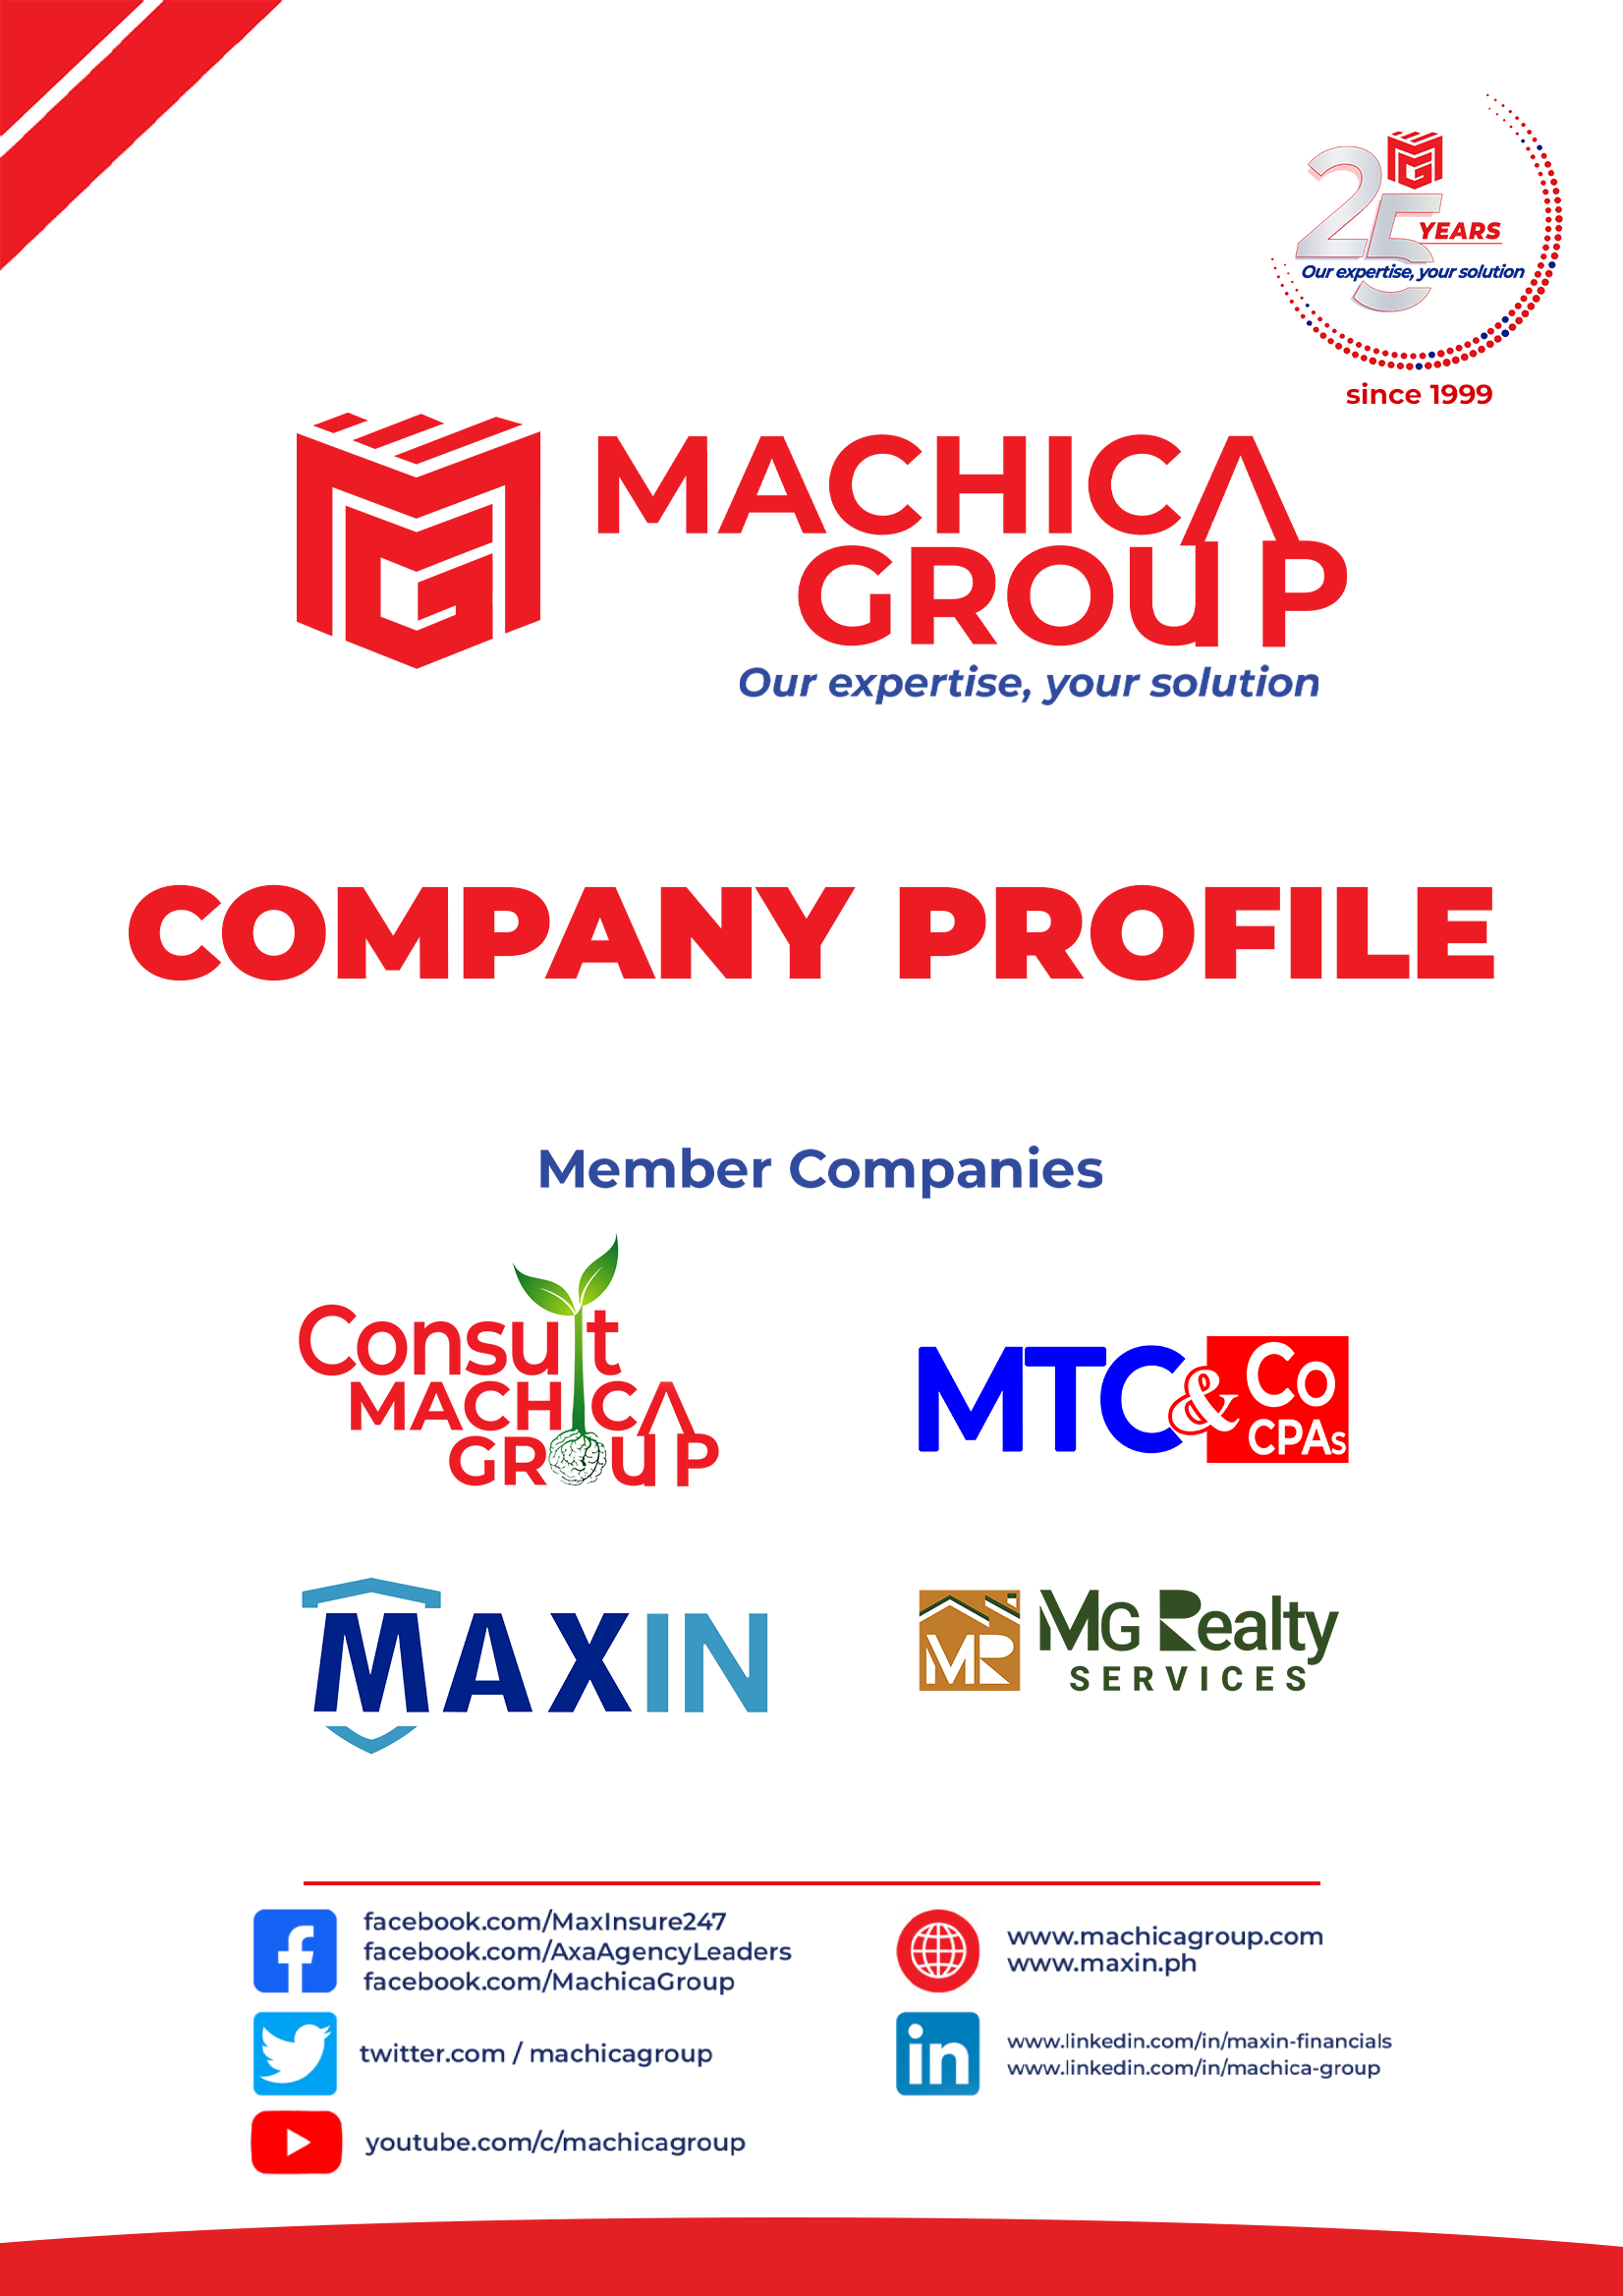 25
YEARS
Our expertise, your solution
since 1999
MG
MACHICA
GROUP
Our expertise, your solution
COMPANY PROFILE
Member Companies
Consult
MACHICA
GROUP
MTC & Co
CPAs
MAXIN
MR
MG Realty
SERVICES
facebook.com/MaxInsure247
facebook.com/AxaAgencyLeaders
facebook.com/MachicaGroup
twitter.com / machicagroup
youtube.com/c/machicagroup
www.machicagroup.com
www.maxin.ph
in
www.linkedin.com/in/maxin-financials
www.linkedin.com/in/machica-group